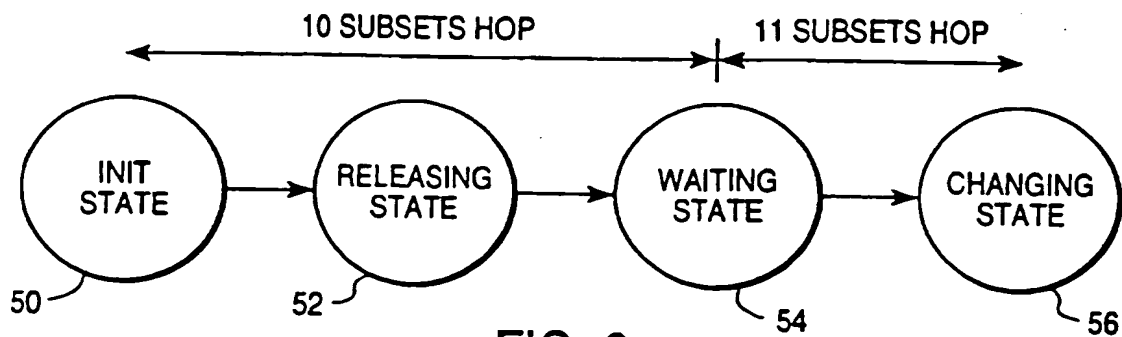 10 SUBSETS HOP
11 SUBSETS HOP
INIT
STATE
RELEASING
STATE
WAITING
STATE
CHANGING
STATE
50
52
54
56